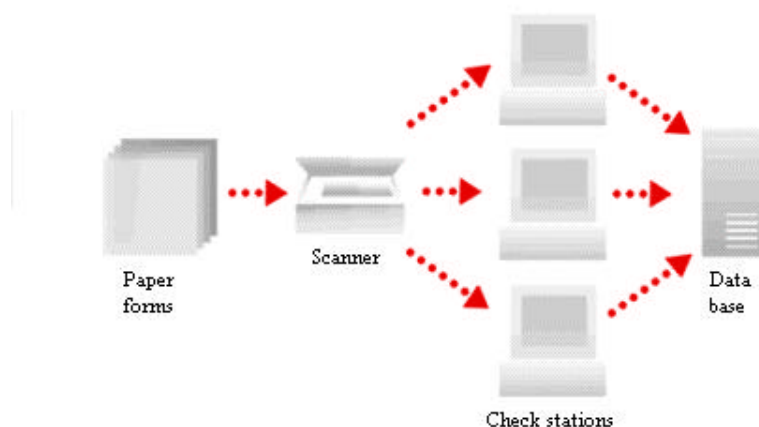 Paper
forms
Scanner
Check stations
Data
base